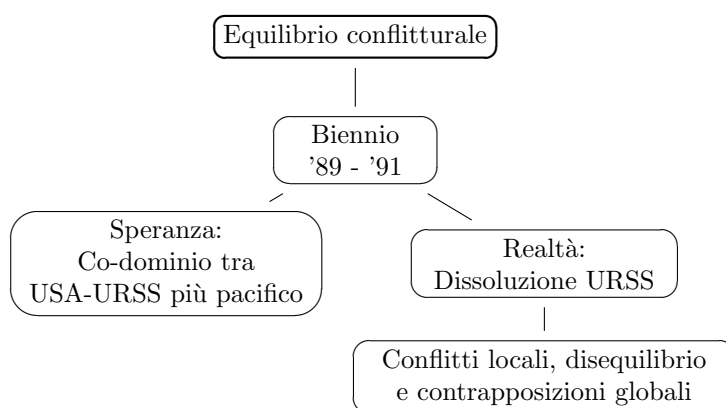 Equilibrio conflitturale
Biennio
'89 - '91
Speranza:
Co-dominio tra
USA-URSS più pacifico
Realtà:
Dissoluzione URSS
Conflitti locali, disequilibrio
e contrapposizioni globali